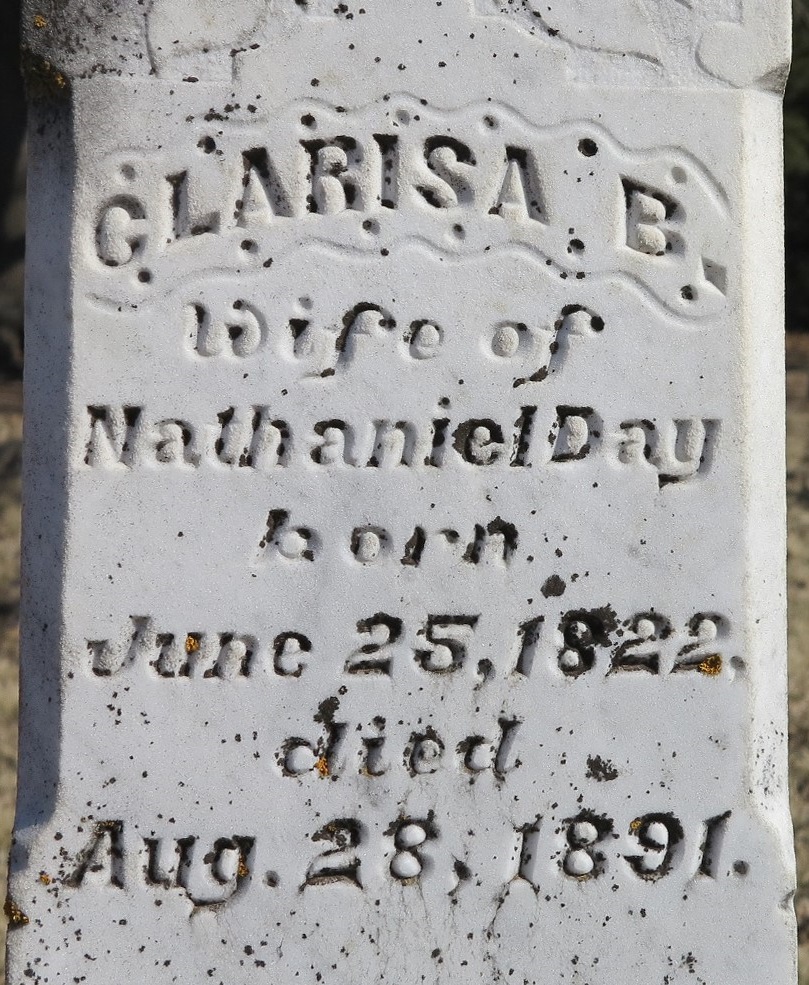 CLARISA B.
wife of
Nathaniel Day
born
June 25, 1822,
died
Aug. 28, 1891.